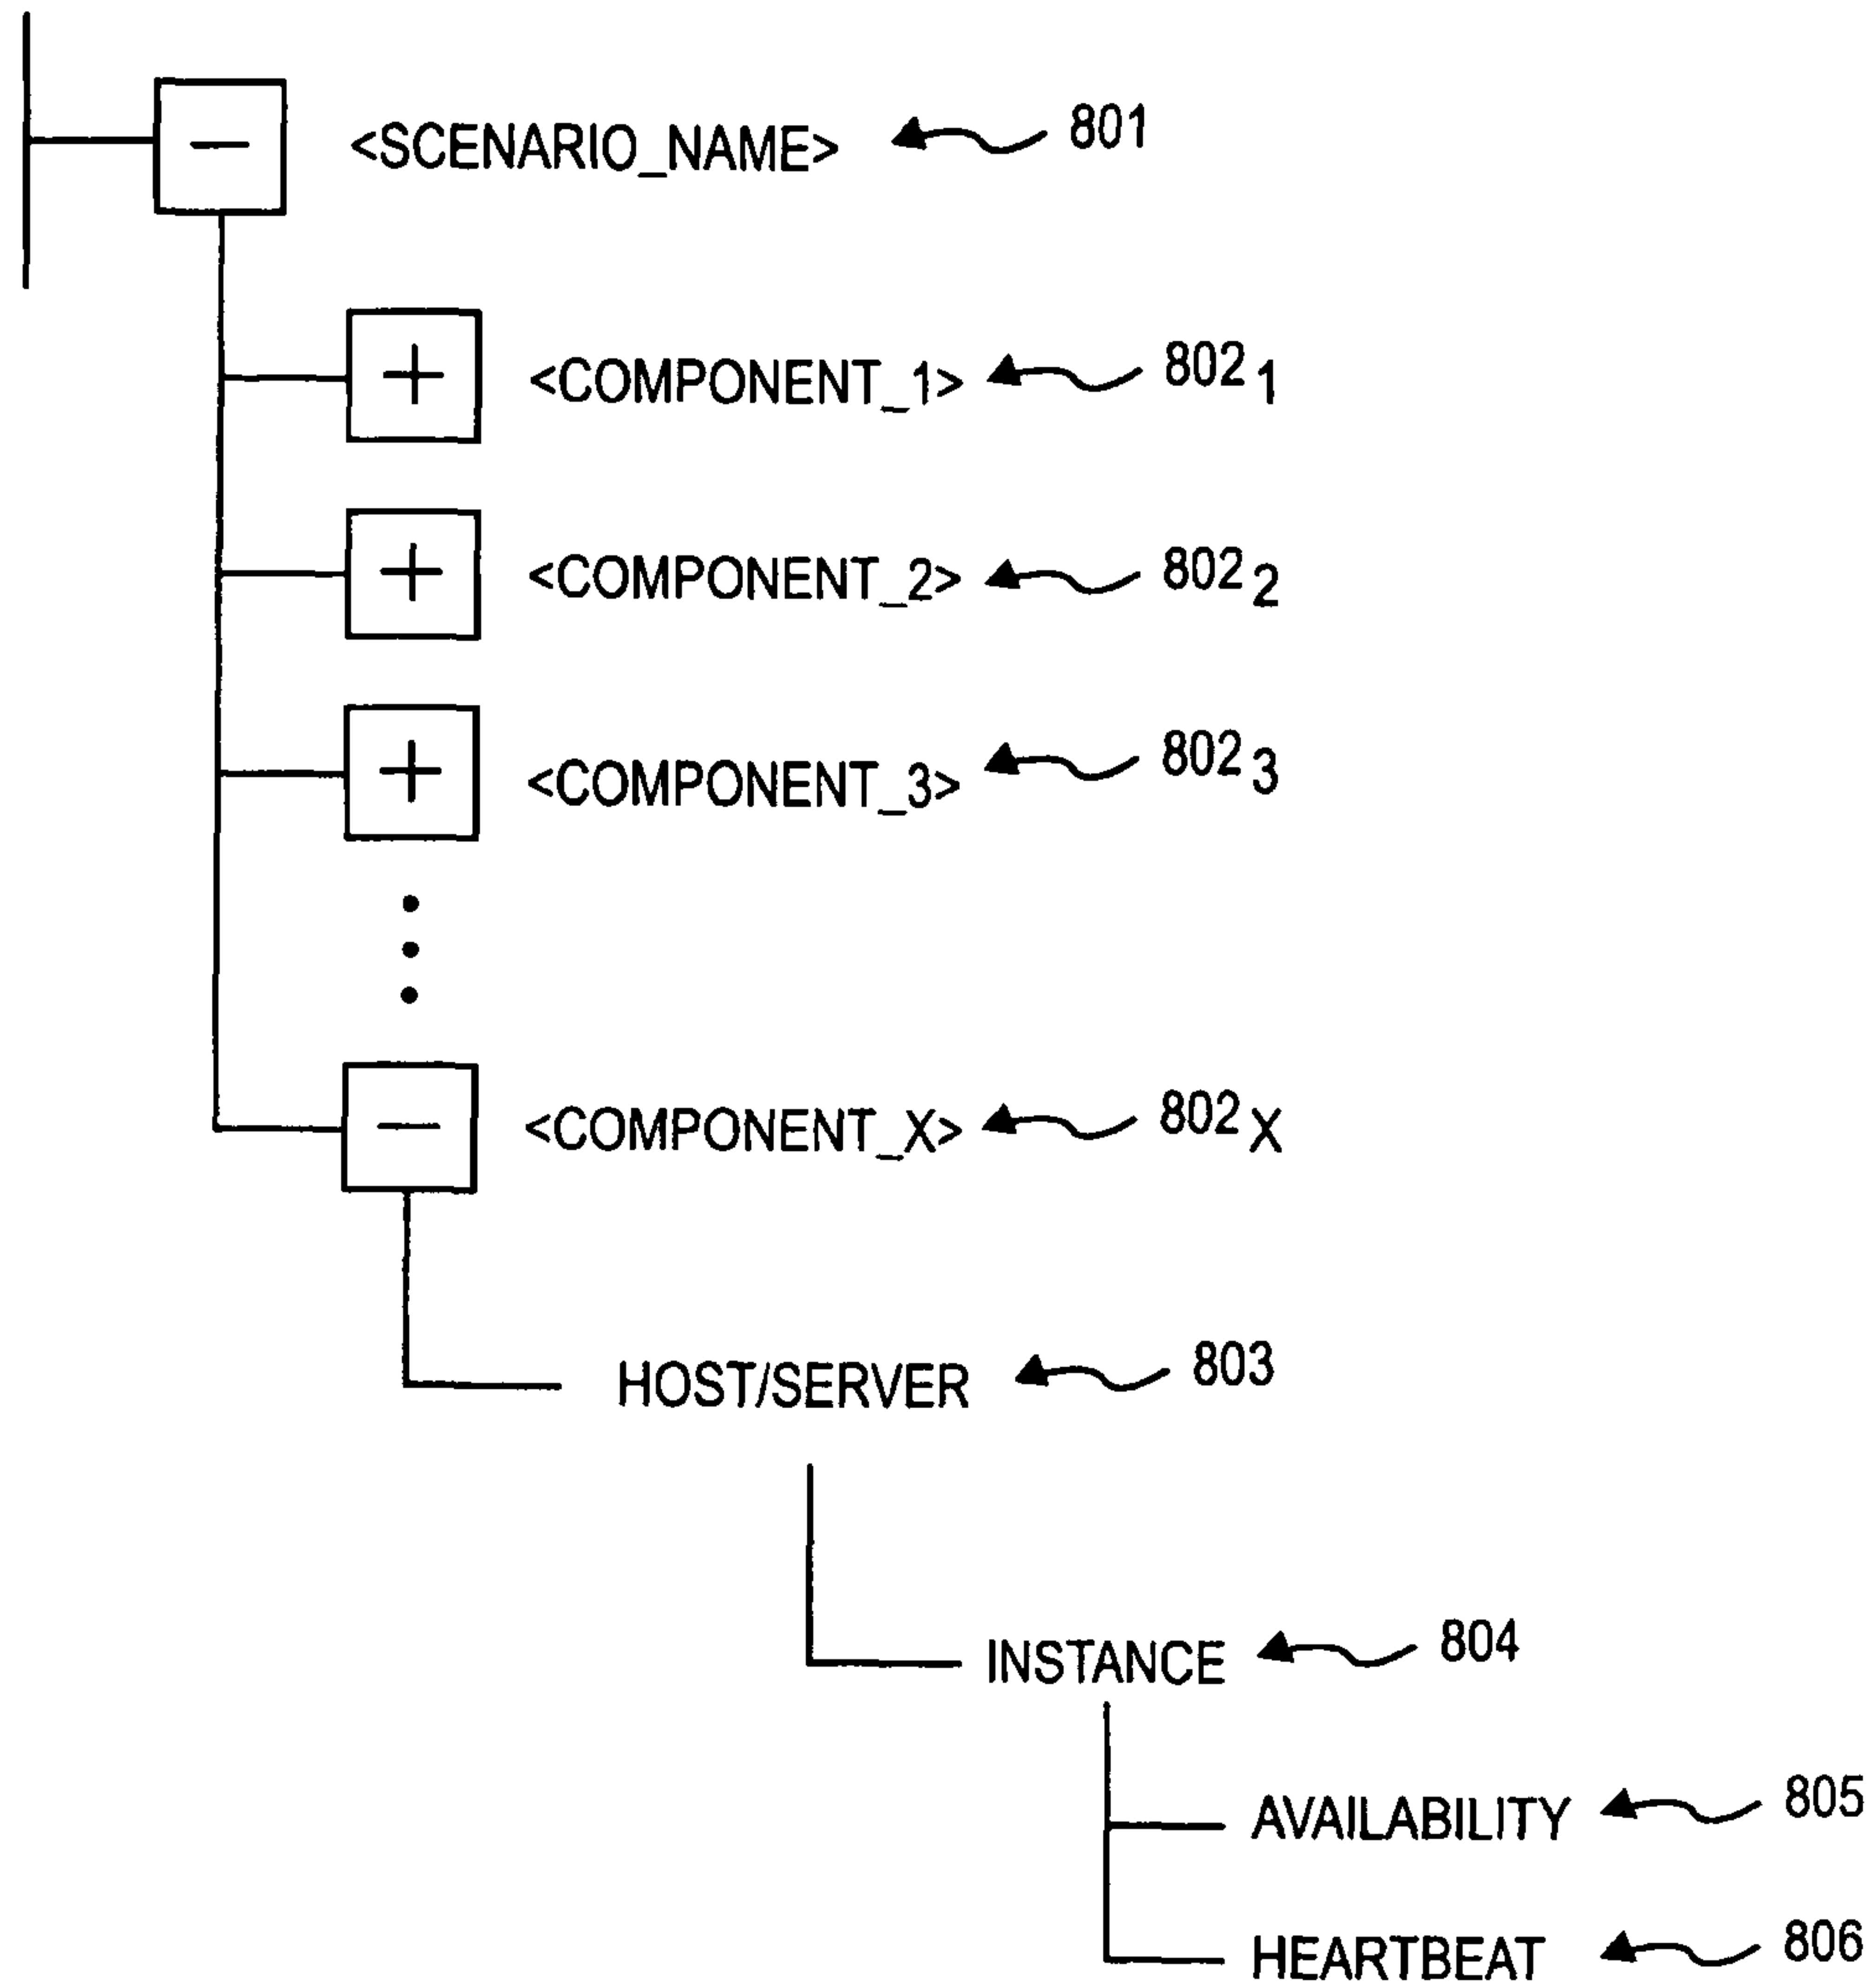 <SCENARIO_NAME> 801
<COMPONENT_1> 802 1
<COMPONENT_2> 802 2
<COMPONENT_3> 802 3
<COMPONENT_X> 802 X
HOST/SERVER 803
INSTANCE 804
AVAILABILITY 805
HEARTBEAT 806